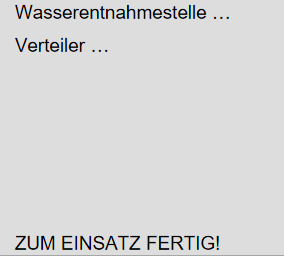 Wasserentnahmestelle …
Verteiler …
ZUM EINSATZ FERTIG!